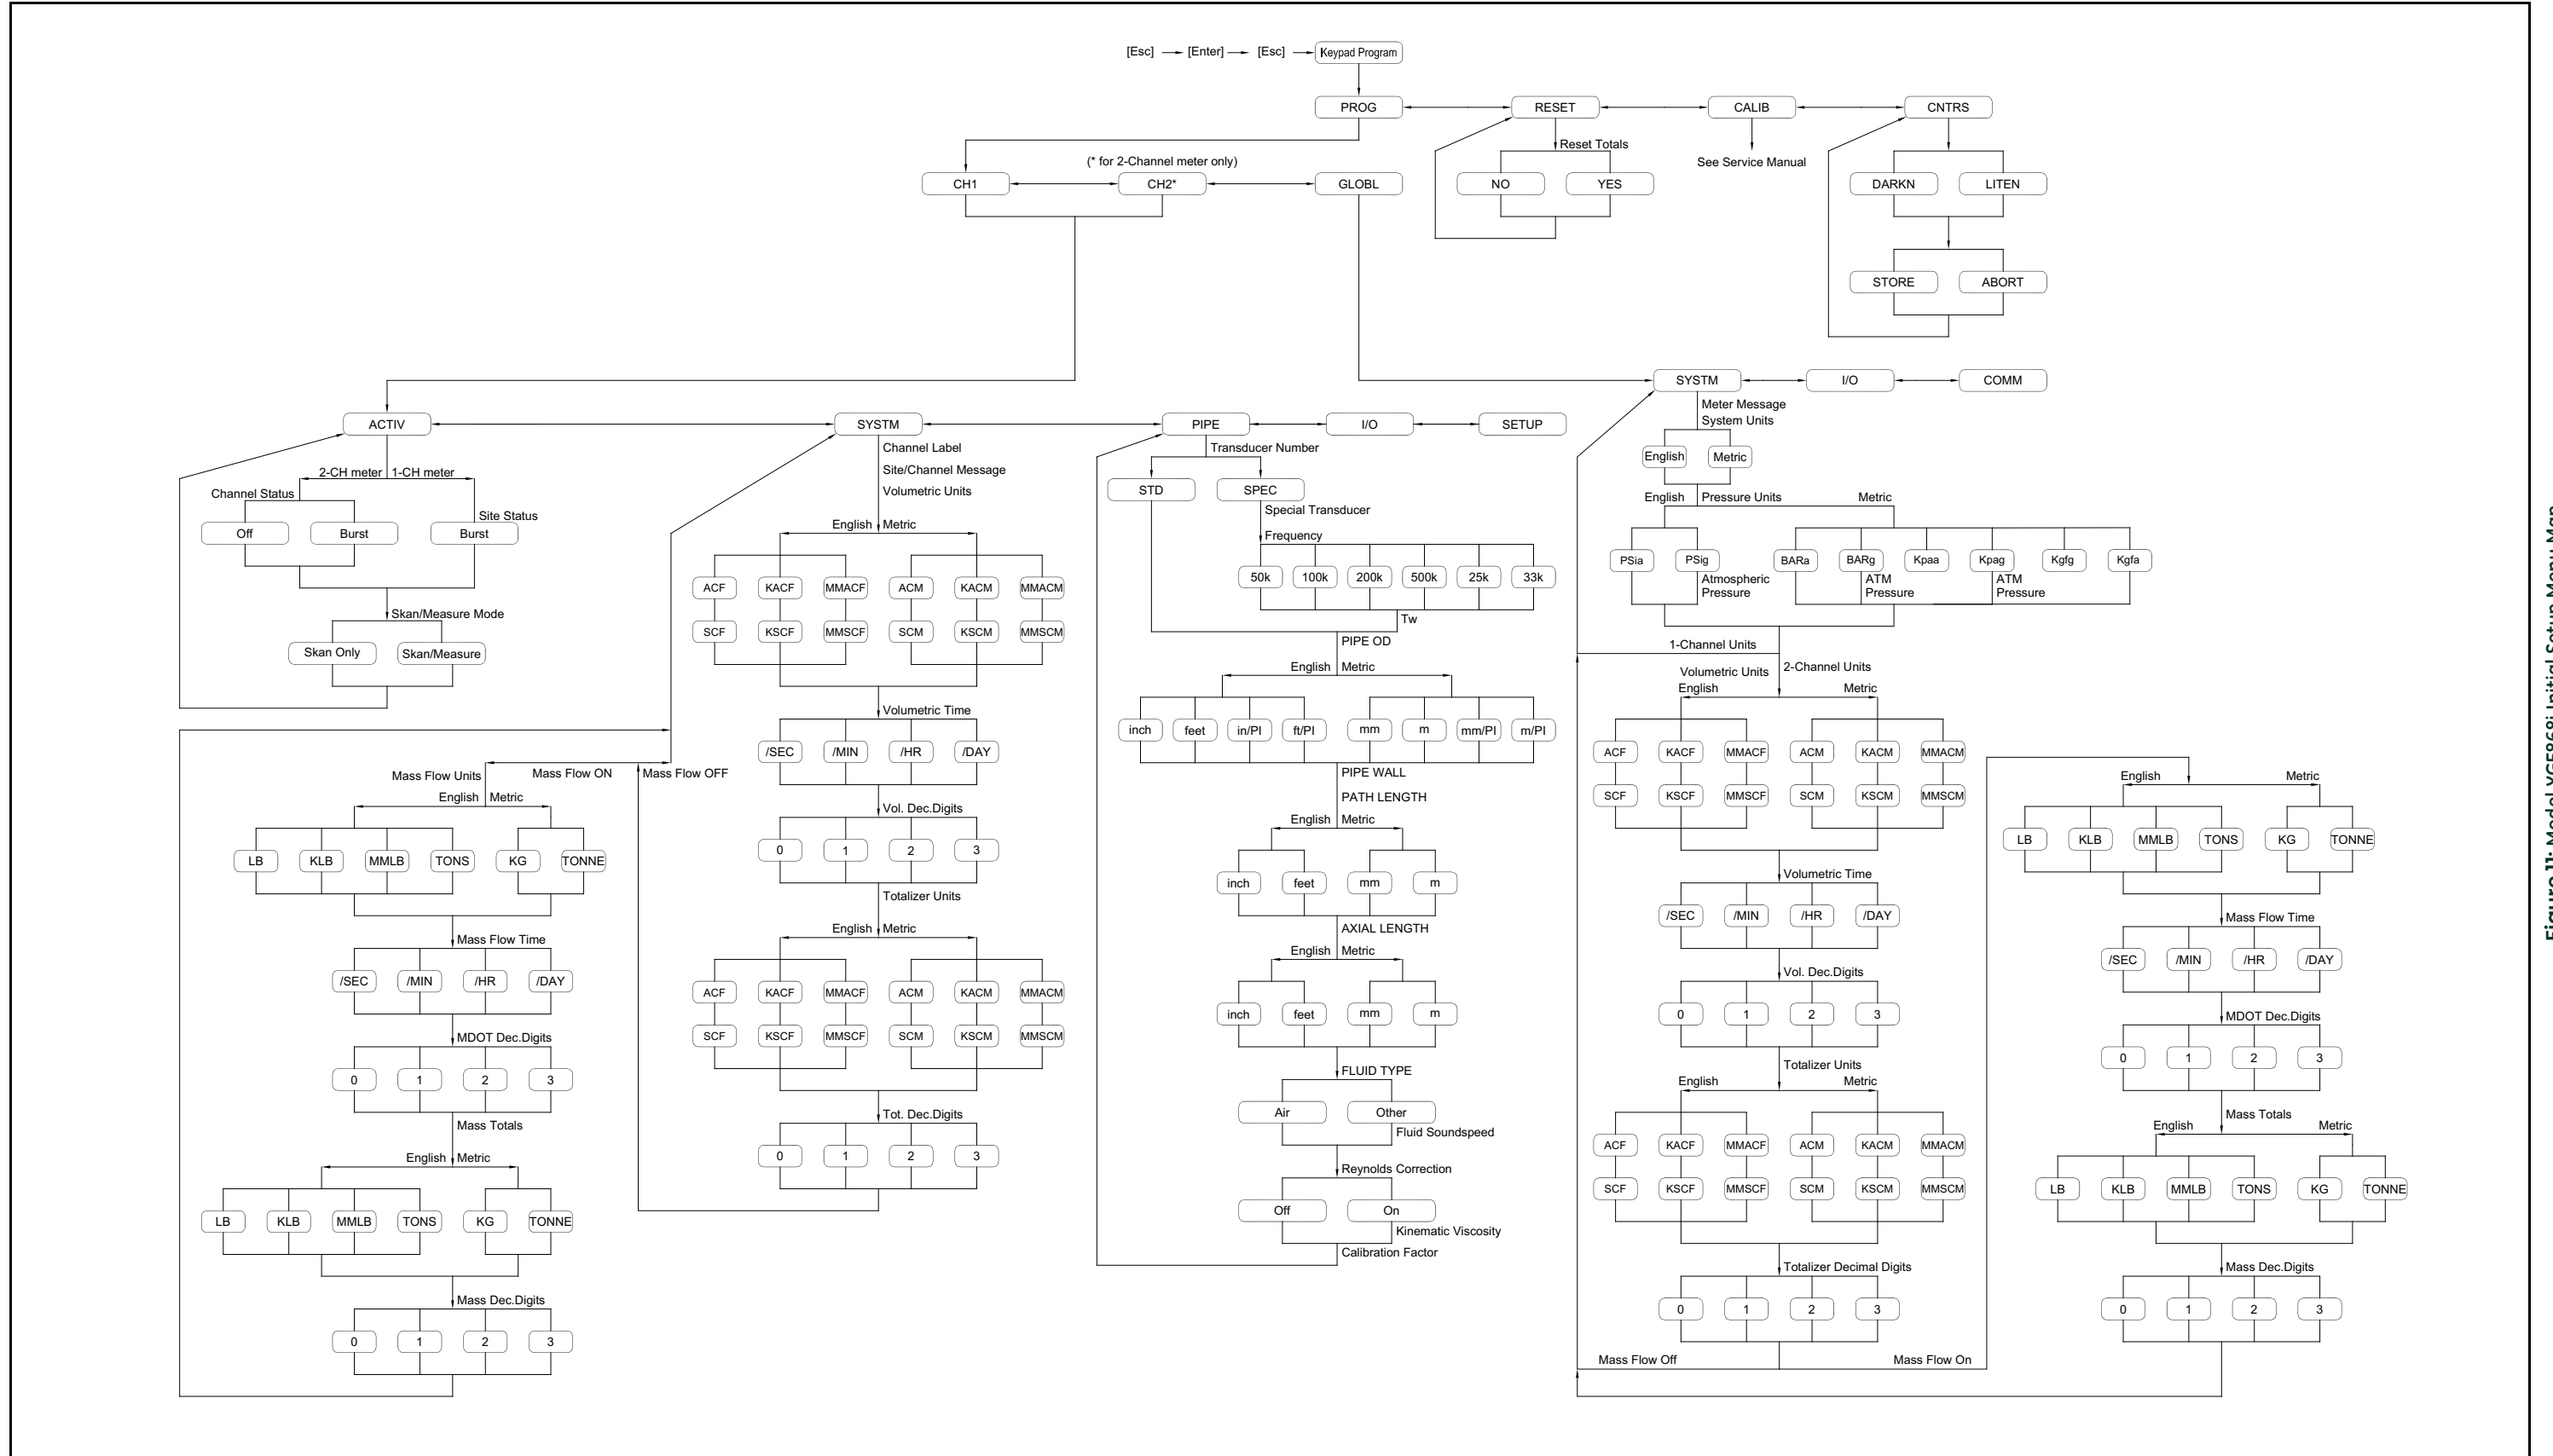 [Esc] [Enter] [Esc] Keypad Program
PROG RESET CALIB CNTRS
Reset Totals
(* for 2-Channel meter only)
See Service Manual
CH1 CH2* GLOBL NO YES DARKN LITEN
STORE ABORT
SYSTM I/O COMM
ACTIV SYSTM PIPE I/O SETUP
2-CH meter 1-CH meter
Channel Status
Site Status
Off Burst Burst
Skan/Measure Mode
Skan Only Skan/Measure
Channel Label
Site/Channel Message
Volumetric Units
English Metric
ACF KACF MMACF ACM KACM MMACM
SCF KSCF MMSCF SCM KSCM MMSCM
Volumetric Time
/SEC /MIN /HR /DAY
Vol. Dec.Digits
0 1 2 3
Totalizer Units
English Metric
ACF KACF MMACF ACM KACM MMACM
SCF KSCF MMSCF SCM KSCM MMSCM
Tot. Dec.Digits
0 1 2 3
Mass Flow Units Mass Flow ON Mass Flow OFF
English Metric
LB KLB MMLB TONS KG TONNE
Mass Flow Time
/SEC /MIN /HR /DAY
MDOT Dec.Digits
0 1 2 3
Mass Totals
English Metric
LB KLB MMLB TONS KG TONNE
Mass Dec.Digits
0 1 2 3
Transducer Number
STD SPEC
Special Transducer
Frequency
50k 100k 200k 500k 25k 33k
Tw
PIPE OD
English Metric
inch feet in/PI ft/PI mm m mm/PI m/PI
PIPE WALL
PATH LENGTH
English Metric
inch feet mm m
AXIAL LENGTH
English Metric
inch feet mm m
FLUID TYPE
Air Other
Fluid Soundspeed
Reynolds Correction
Off On
Kinematic Viscosity
Calibration Factor
Meter Message
System Units
English Metric
English Pressure Units Metric
PSia PSig BARa BARg Kpaa Kpag Kgfg Kgfa
Atmospheric Pressure
ATM Pressure
ATM Pressure
1-Channel Units
2-Channel Units
Volumetric Units
English Metric
ACF KACF MMACF ACM KACM MMACM
SCF KSCF MMSCF SCM KSCM MMSCM
Volumetric Time
/SEC /MIN /HR /DAY
Vol. Dec.Digits
0 1 2 3
Totalizer Units
English Metric
ACF KACF MMACF ACM KACM MMACM
SCF KSCF MMSCF SCM KSCM MMSCM
Totalizer Decimal Digits
0 1 2 3
Mass Flow Off Mass Flow On
English Metric
LB KLB MMLB TONS KG TONNE
Mass Flow Time
/SEC /MIN /HR /DAY
MDOT Dec.Digits
0 1 2 3
Mass Totals
English Metric
LB KLB MMLB TONS KG TONNE
Mass Dec.Digits
0 1 2 3
Figure 11: Model XGF868i Initial Setup Menu Map